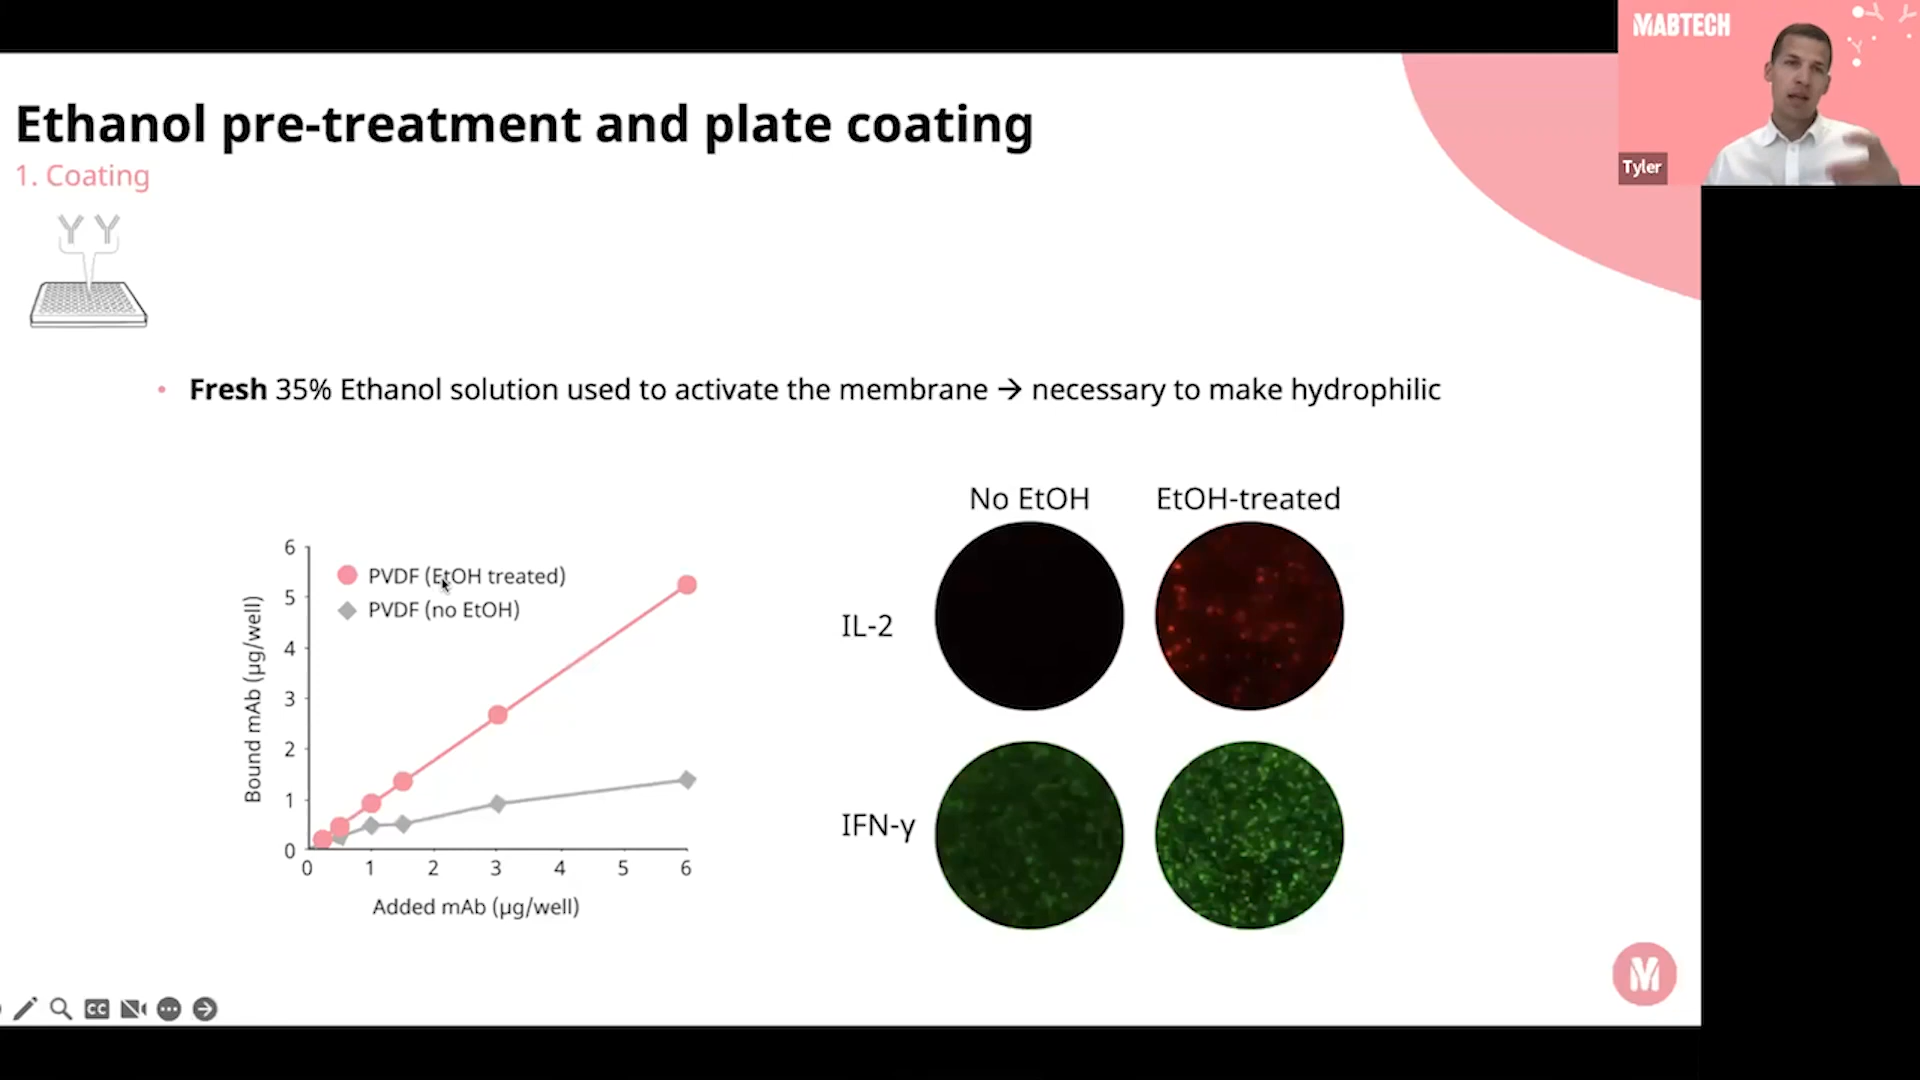 MABTECH
Tyler
Ethanol pre-treatment and plate coating
1. Coating
• Fresh 35% Ethanol solution used to activate the membrane → necessary to make hydrophilic
No EtOH
EtOH-treated
IL-2
IFN-γ
PVDF (EtOH treated)
PVDF (no EtOH)
Bound mAb (µg/well)
6
5
4
3
2
1
0
0 1 2 3 4 5 6
Added mAb (µg/well)
M
CC